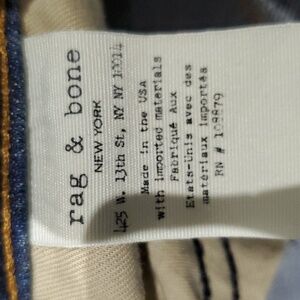 rag & bone
NEW YORK
425 W. 13th St, NY NY 10014
Made in the USA
with imported materials
Fabriqué Aux
Etats-Unis avec des
matériaux importés
RN # 108879